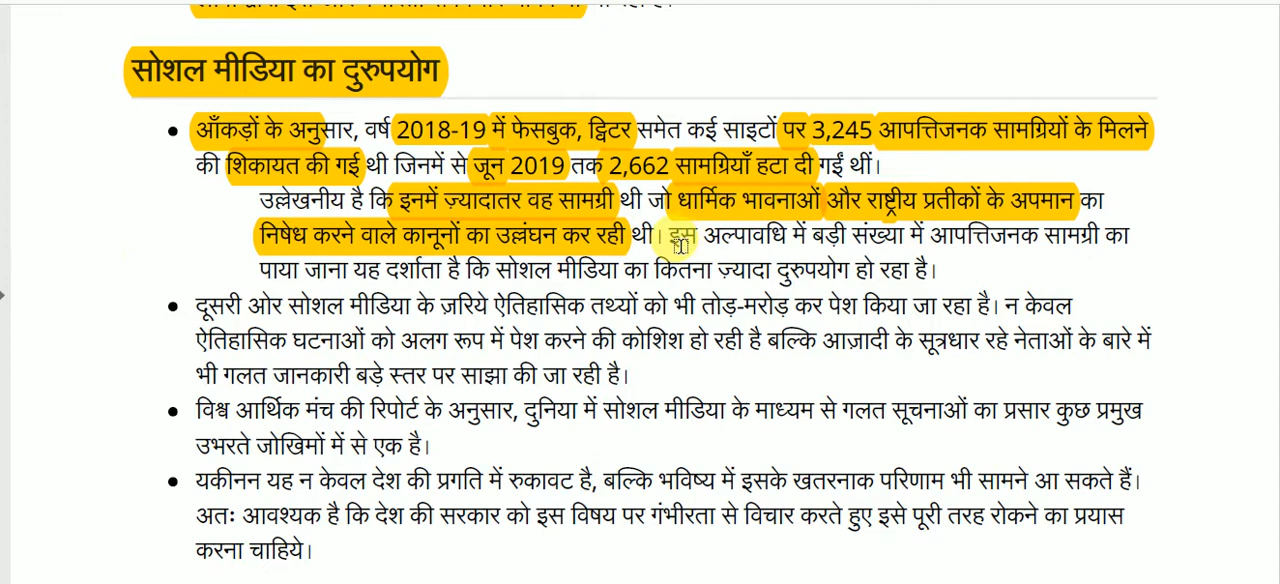 सोशल मीडिया का दुरुपयोग
• आँकड़ों के अनुसार, वर्ष 2018-19 में फेसबुक, ट्विटर समेत कई साइटों पर 3,245 आपत्तिजनक सामग्रियों के मिलने
की शिकायत की गई थी जिनमें से जून 2019 तक 2,662 सामग्रियाँ हटा दी गईं थीं।
उल्लेखनीय है कि इनमें ज़्यादातर वह सामग्री थी जो धार्मिक भावनाओं और राष्ट्रीय प्रतीकों के अपमान का
निषेध करने वाले कानूनों का उल्लंघन कर रही थी। इस अल्पावधि में बड़ी संख्या में आपत्तिजनक सामग्री का
पाया जाना यह दर्शाता है कि सोशल मीडिया का कितना ज़्यादा दुरुपयोग हो रहा है।
• दूसरी ओर सोशल मीडिया के ज़रिये ऐतिहासिक तथ्यों को भी तोड़-मरोड़ कर पेश किया जा रहा है। न केवल
ऐतिहासिक घटनाओं को अलग रूप में पेश करने की कोशिश हो रही है बल्कि आज़ादी के सूत्रधार रहे नेताओं के बारे में
भी गलत जानकारी बड़े स्तर पर साझा की जा रही है।
• विश्व आर्थिक मंच की रिपोर्ट के अनुसार, दुनिया में सोशल मीडिया के माध्यम से गलत सूचनाओं का प्रसार कुछ प्रमुख
उभरते जोखिमों में से एक है।
• यकीनन यह न केवल देश की प्रगति में रुकावट है, बल्कि भविष्य में इसके खतरनाक परिणाम भी सामने आ सकते हैं।
अतः आवश्यक है कि देश की सरकार को इस विषय पर गंभीरता से विचार करते हुए इसे पूरी तरह रोकने का प्रयास
करना चाहिये।